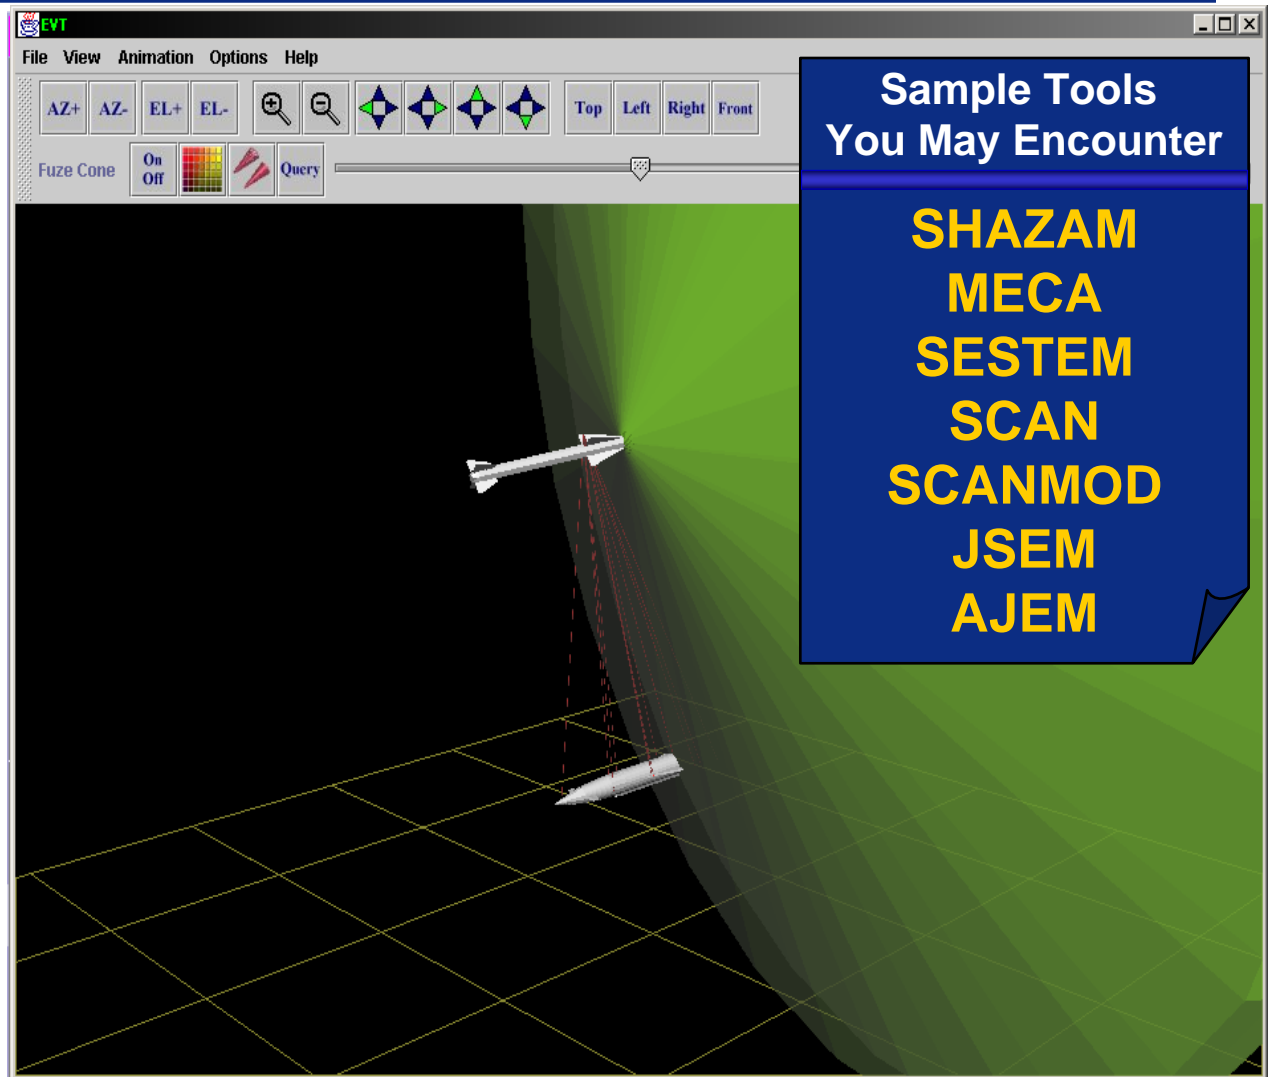 EVT
File View Animation Options Help
AZ+ AZ- EL+ EL- Top Left Right Front
Fuze Cone On Off Query
Sample Tools
You May Encounter
SHAZAM
MECA
SESTEM
SCAN
SCANMOD
JSEM
AJEM